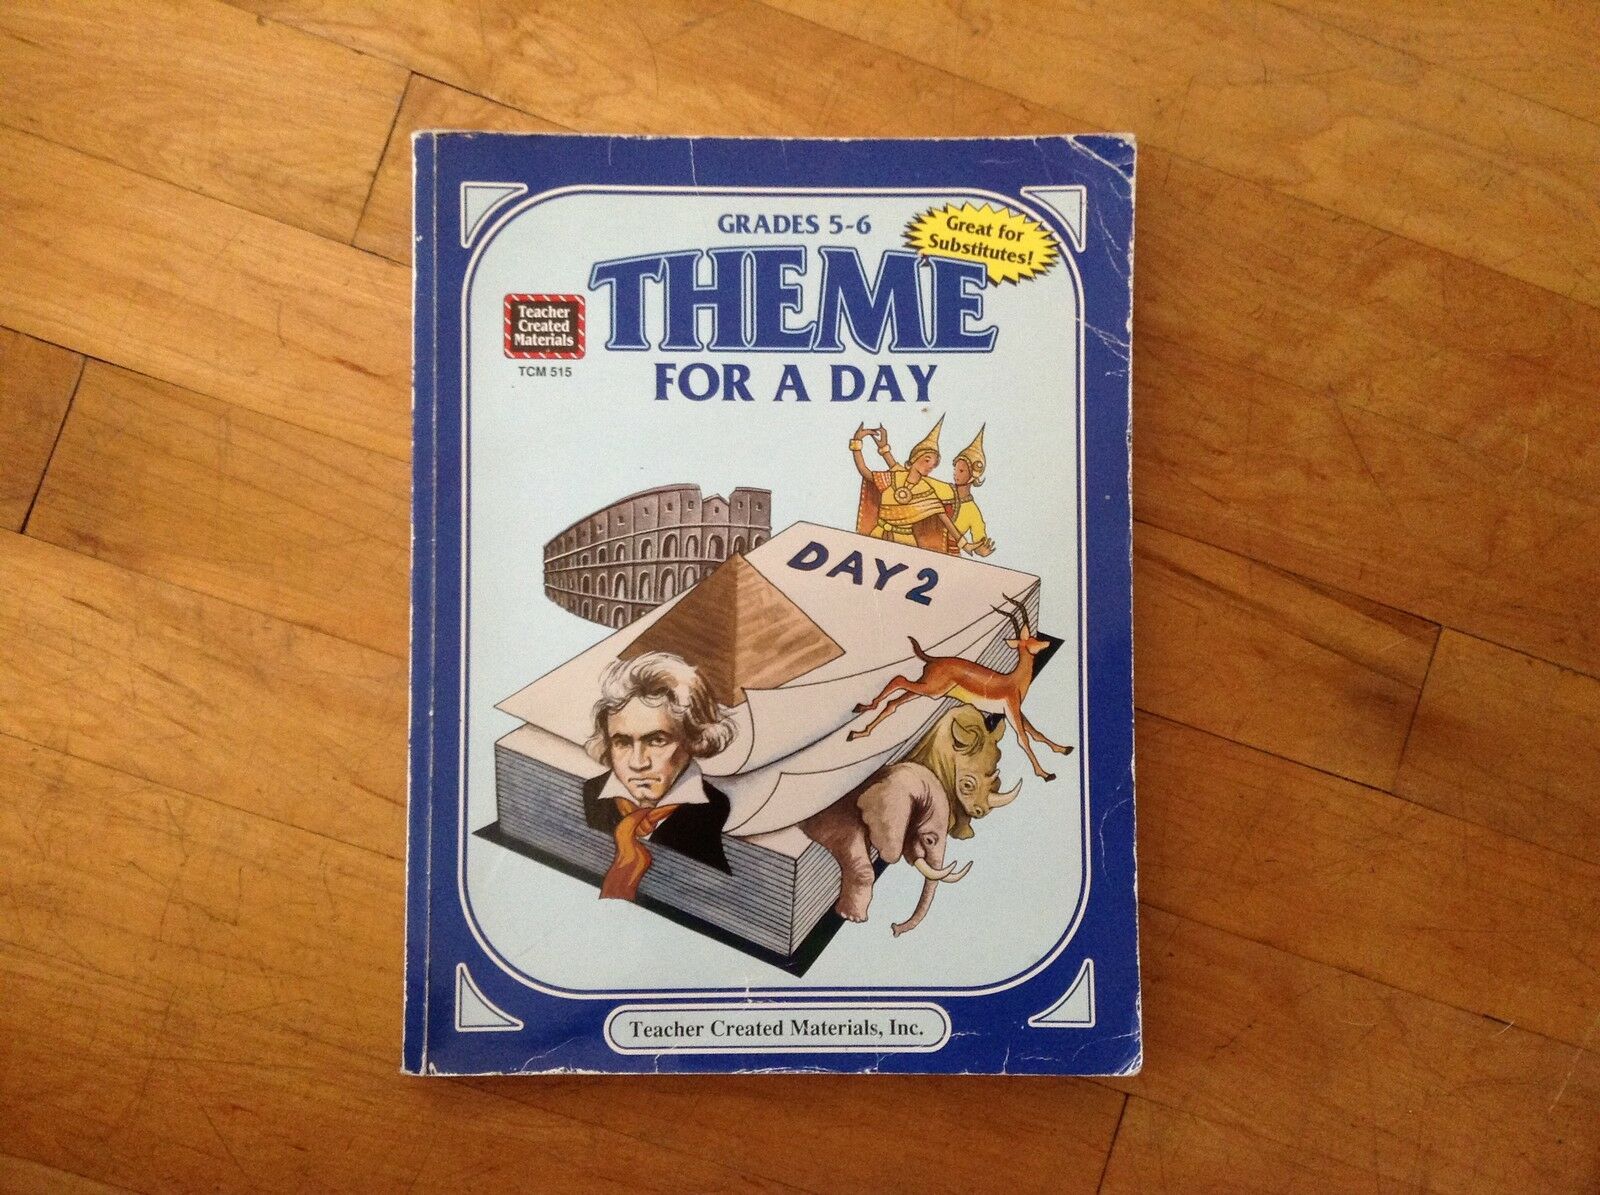 GRADES 5-6
Great for
Substitutes!
THEME
FOR A DAY
Teacher
Created
Materials
TCM 515
DAY 2
Teacher Created Materials, Inc.